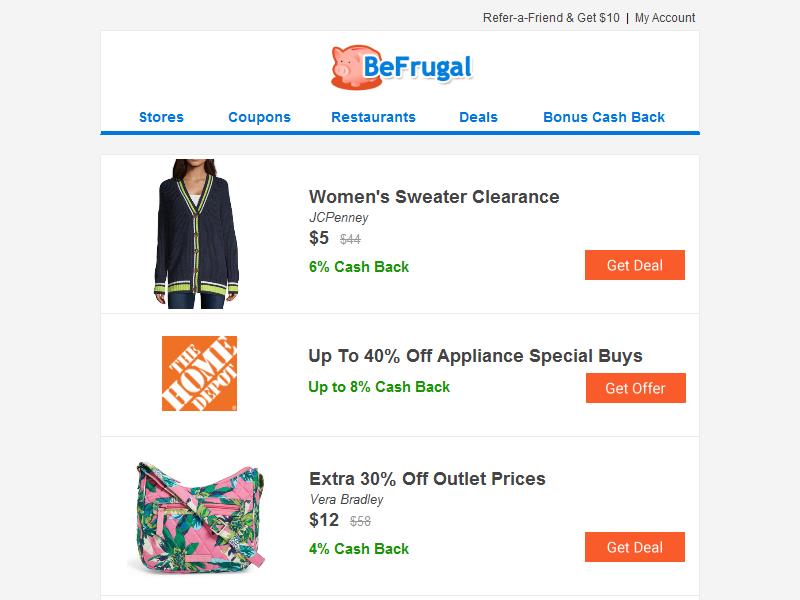 Refer-a-Friend & Get $10 | My Account
BeFrugal
Stores Coupons Restaurants Deals Bonus Cash Back
Women's Sweater Clearance
JCPenney
$5 $44
6% Cash Back
Get Deal
THE
HOME
DEPOT
Up To 40% Off Appliance Special Buys
Up to 8% Cash Back
Get Offer
Extra 30% Off Outlet Prices
Vera Bradley
$12 $58
4% Cash Back
Get Deal